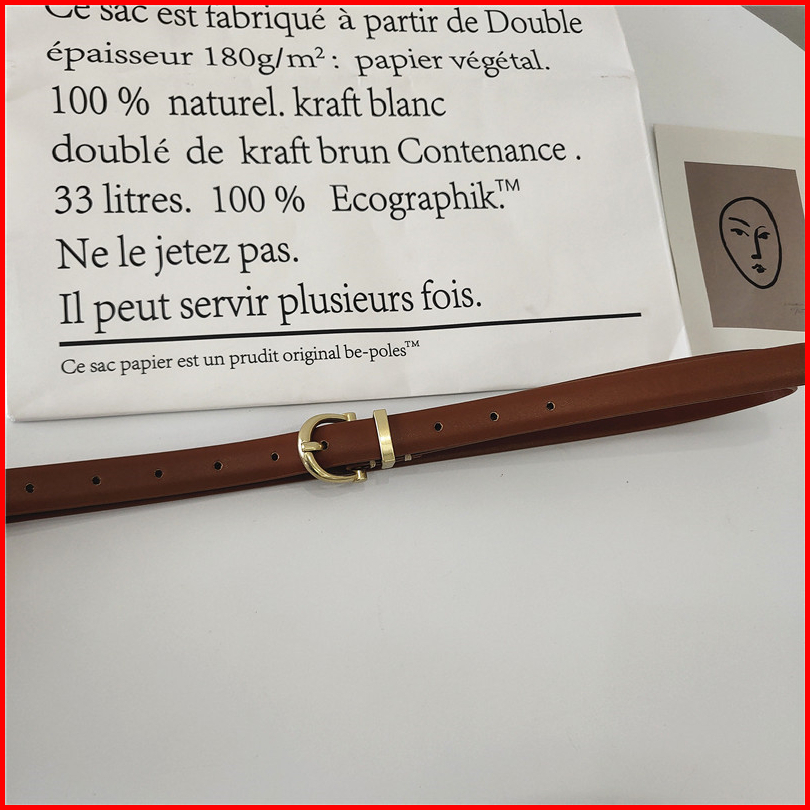 Ce sac est fabriqué à partir de Double
épaisseur 180g/m² : papier végétal.
100 % naturel. kraft blanc
doublé de kraft brun Contenance .
33 litres. 100 % Ecographik.™
Ne le jetez pas.
Il peut servir plusieurs fois.
Ce sac papier est un prudit original be-poles™